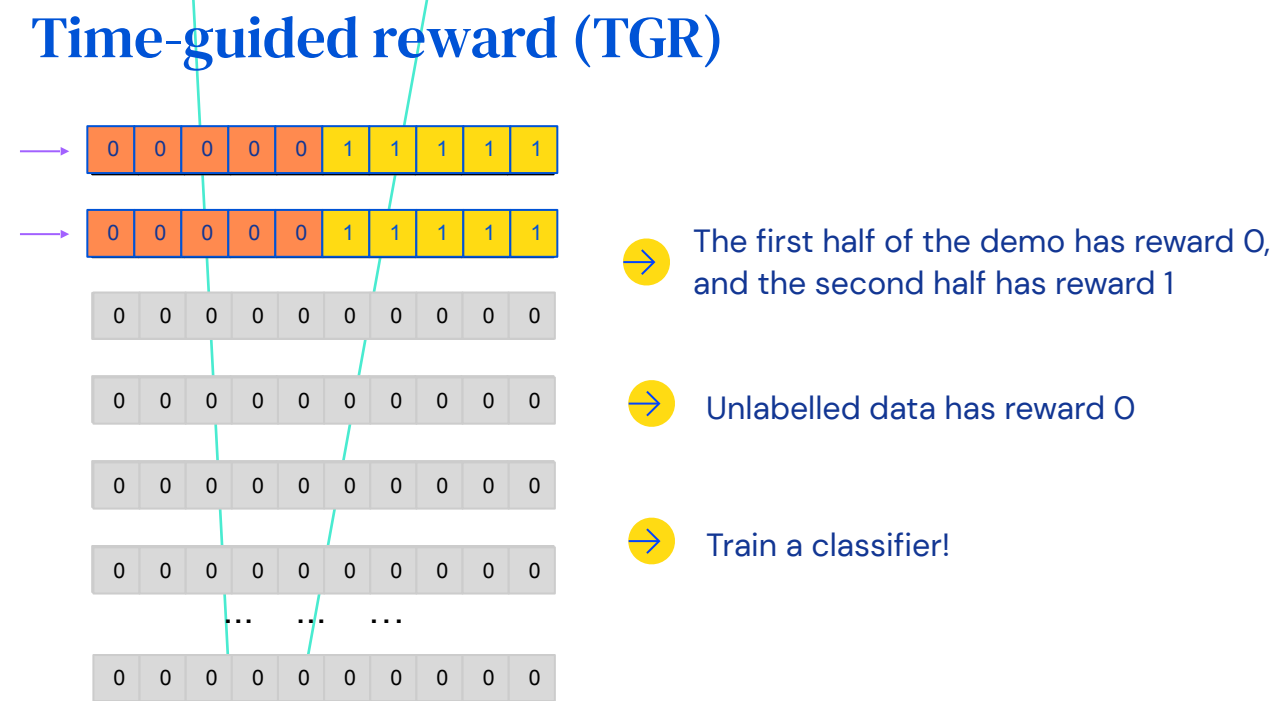 Time-guided reward (TGR)
0 0 0 0 0 1 1 1 1 1
0 0 0 0 0 1 1 1 1 1
The first half of the demo has reward 0,
and the second half has reward 1
0 0 0 0 0 0 0 0 0 0
0 0 0 0 0 0 0 0 0 0
Unlabelled data has reward 0
0 0 0 0 0 0 0 0 0 0
0 0 0 0 0 0 0 0 0 0
Train a classifier!
... ... ...
0 0 0 0 0 0 0 0 0 0